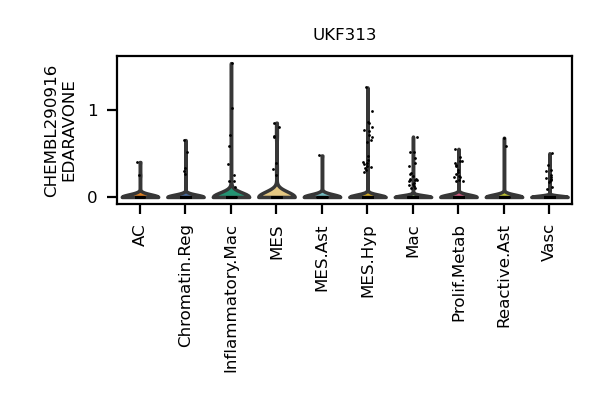 UKF313
CHEMBL290916
EDARAVONE
1
0
AC
Chromatin.Reg
Inflammatory.Mac
MES
MES.Ast
MES.Hyp
Mac
Prolif.Metab
Reactive.Ast
Vasc